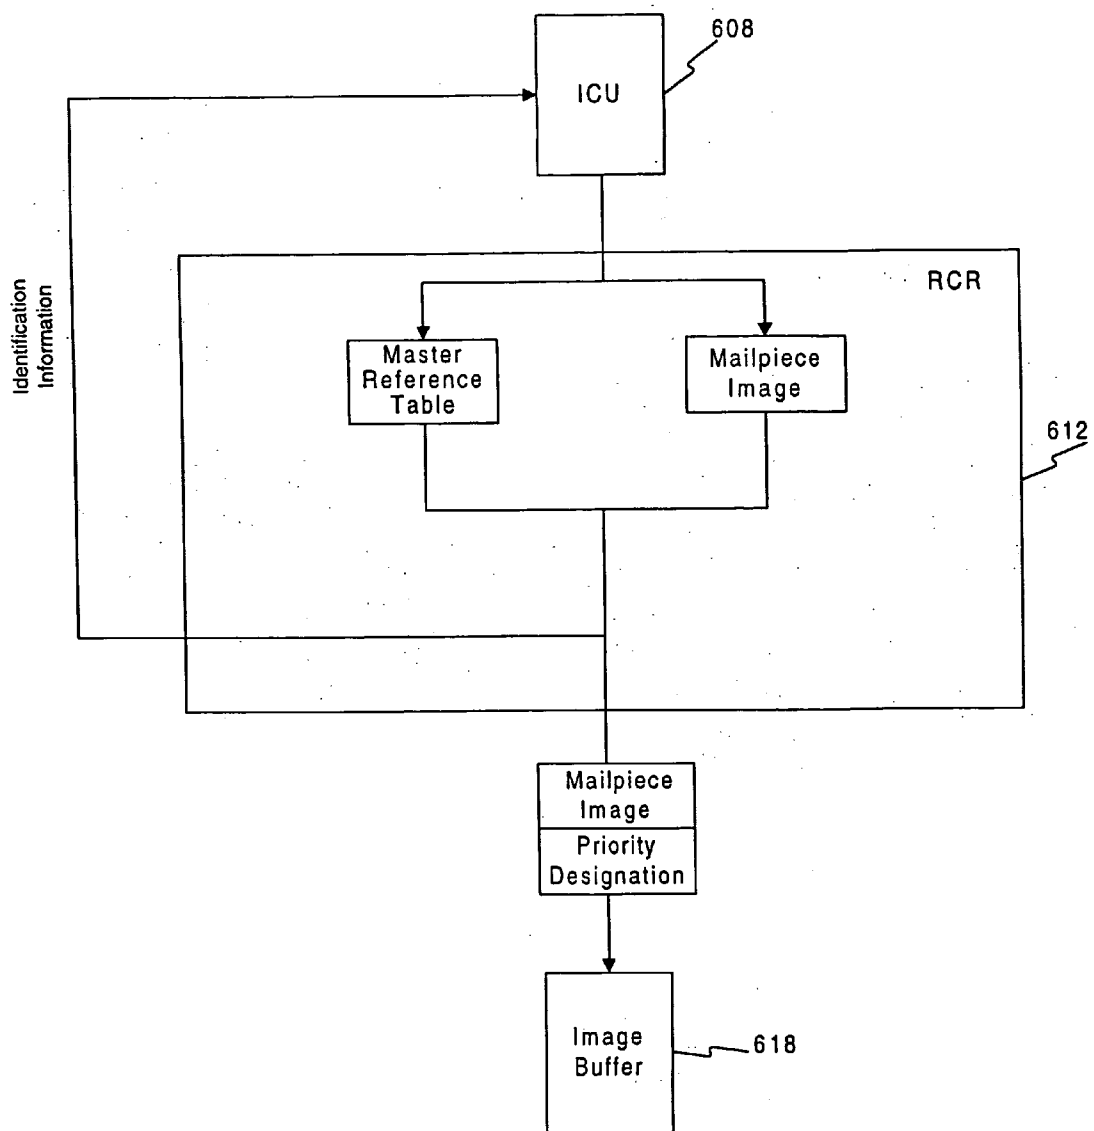 608
ICU
RCR
Identification
Information
Master
Reference
Table
Mailpiece
Image
612
Mailpiece
Image
Priority
Designation
Image
Buffer
618